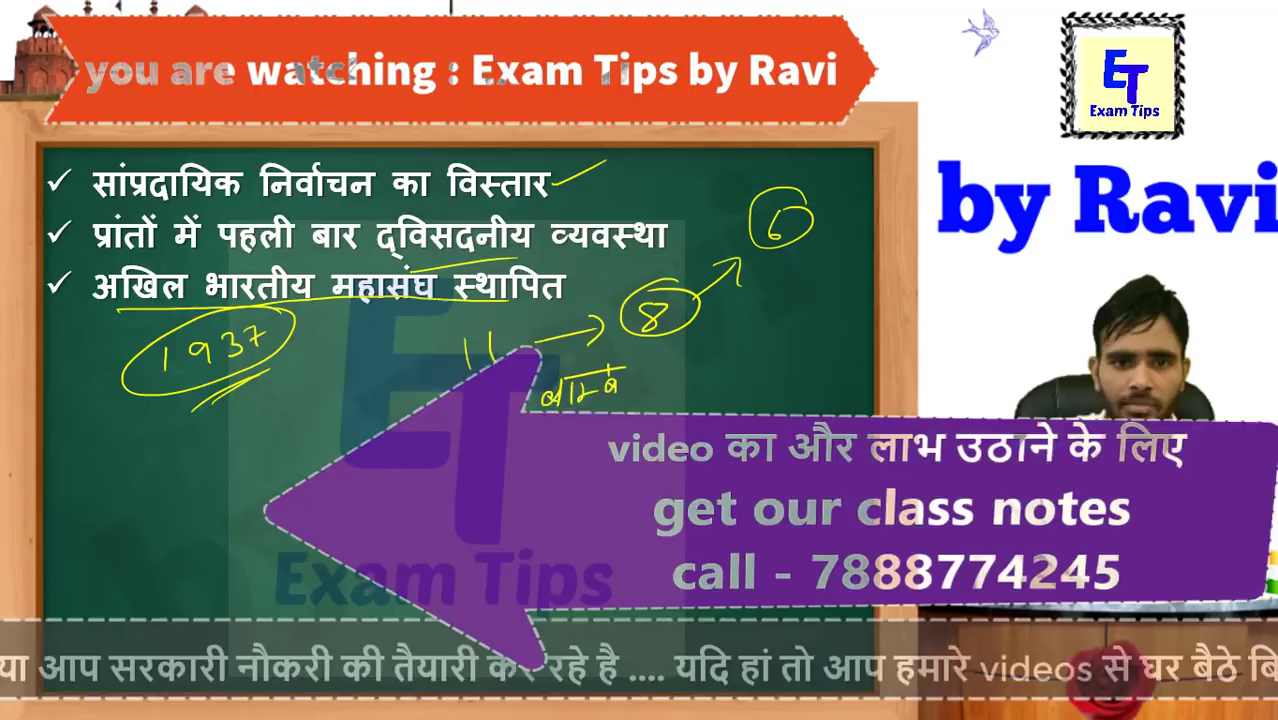 you are watching : Exam Tips by Ravi
ET
Exam Tips
by Ravi
✓ सांप्रदायिक निर्वाचन का विस्तार
✓ प्रांतों में पहली बार द्विसदनीय व्यवस्था
✓ अखिल भारतीय महासंघ स्थापित
6
8
1937
11
video का और लाभ उठाने के लिए
get our class notes
call - 7888774245
ET
Exam Tips
या आप सरकारी नौकरी की तैयारी कर रहे है .... यदि हां तो आप हमारे videos से घर बैठे बि